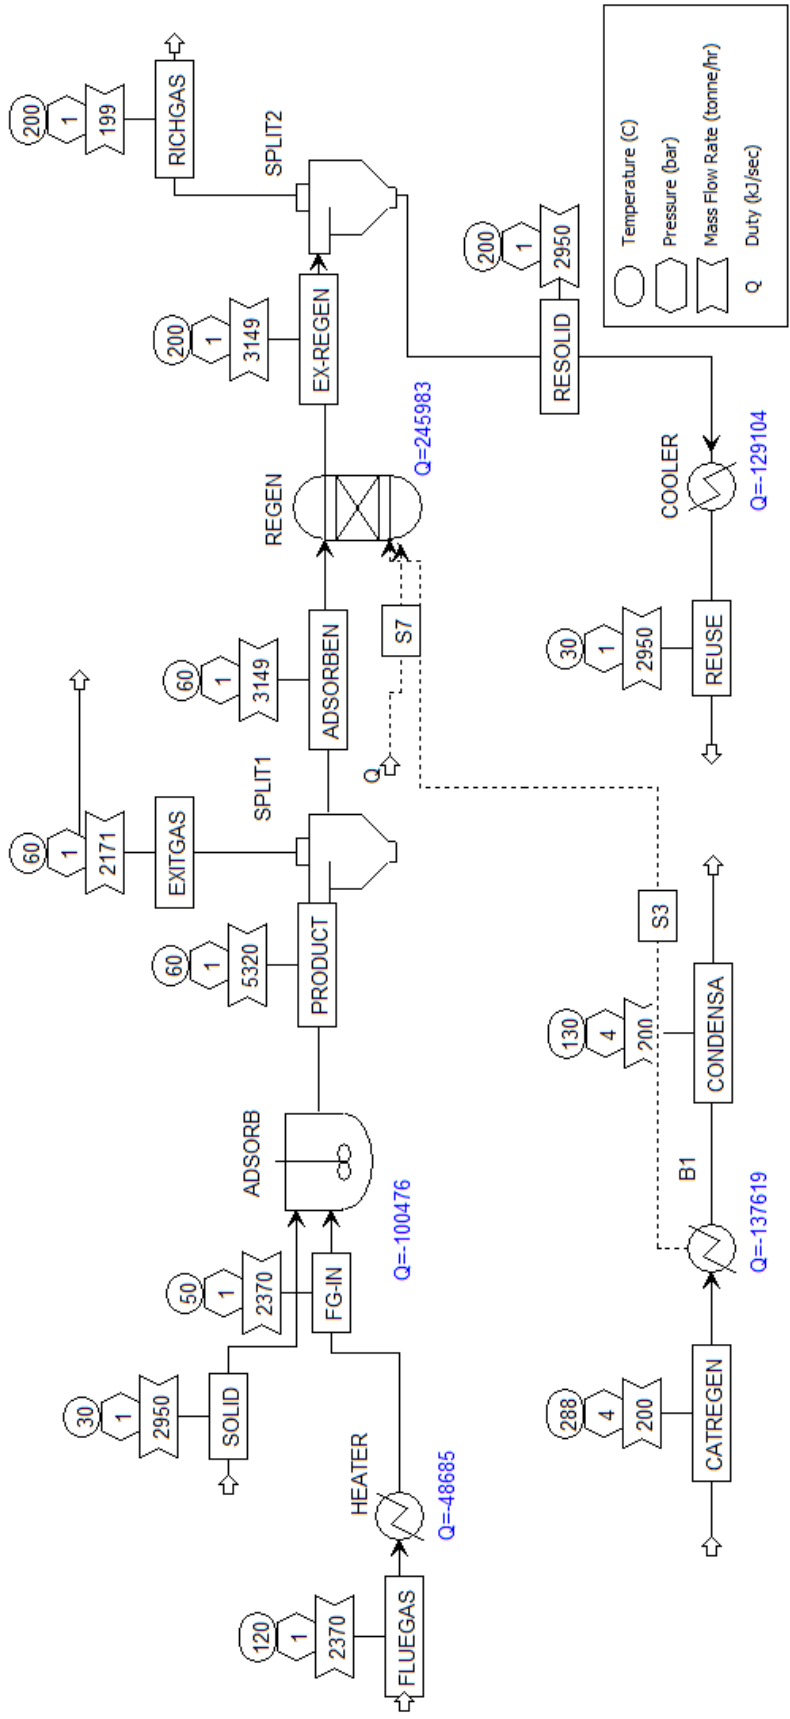 120
1
2370
FLUEGAS
HEATER
Q=-48685
30
1
2950
SOLID
50
1
2370
FG-IN
ADSORB
Q=-100476
60
1
5320
PRODUCT
60
1
2171
EXITGAS
SPLIT1
60
1
3149
ADSORBEN
Q
S7
REGEN
Q=245983
200
1
3149
EX-REGEN
SPLIT2
200
1
199
RICHGAS
288
4
200
CATREGEN
B1
Q=-137619
130
4
200
CONDENSA
S3
30
1
2950
REUSE
COOLER
Q=-129104
200
1
2950
RESOLID
Temperature (C)
Pressure (bar)
Mass Flow Rate (tonne/hr)
Q Duty (kJ/sec)